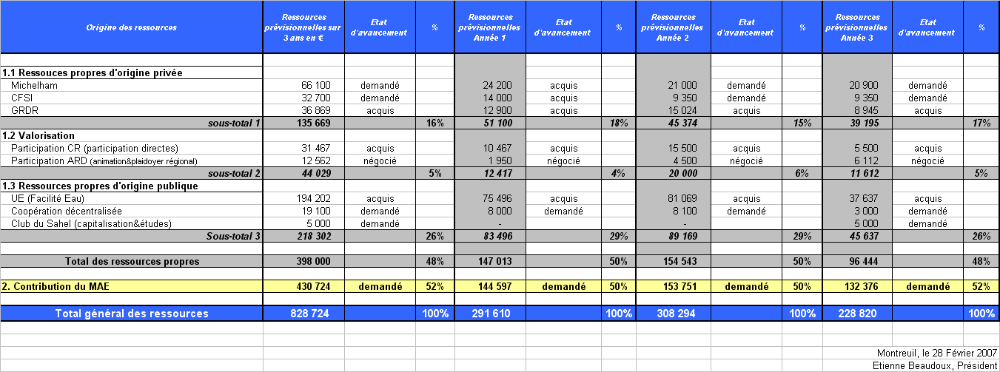 Origine des ressources | Ressources prévisionnelles sur 3 ans en € | Etat d'avancement | % | Ressources prévisionnelles Année 1 | Etat d'avancement | % | Ressources prévisionnelles Année 2 | Etat d'avancement | % | Ressources prévisionnelles Année 3 | Etat d'avancement | %
1.1 Ressouces propres d'origine privée
Michelham 66 100 demandé 24 200 acquis 21 000 demandé 20 900 demandé
CFSI 32 700 demandé 14 000 acquis 9 350 demandé 9 350 demandé
GRDR 36 869 acquis 12 900 acquis 15 024 acquis 8 945 acquis
sous-total 1 135 669 16% 51 100 18% 45 374 15% 39 195 17%
1.2 Valorisation
Participation CR (participation directes) 31 467 acquis 10 467 acquis 15 500 acquis 5 500 acquis
Participation ARD (animation&plaidoyer régional) 12 562 négocié 1 950 négocié 4 500 négocié 6 112 négocié
sous-total 2 44 029 5% 12 417 4% 20 000 6% 11 612 5%
1.3 Ressources propres d'origine publique
UE (Facilité Eau) 194 202 acquis 75 496 acquis 81 069 acquis 37 637 acquis
Coopération décentralisée 19 100 demandé 8 000 demandé 8 100 demandé 3 000 demandé
Club du Sahel (capitalisation&études) 5 000 demandé - - 5 000 demandé
Sous-total 3 218 302 26% 83 496 29% 89 169 29% 45 637 26%
Total des ressources propres 398 000 48% 147 013 50% 154 543 50% 96 444 48%
2. Contribution du MAE 430 724 demandé 52% 144 597 demandé 50% 153 751 demandé 50% 132 376 demandé 52%
Total général des ressources 828 724 100% 291 610 100% 308 294 100% 228 820 100%
Montreuil, le 28 Février 2007
Etienne Beaudoux, Président